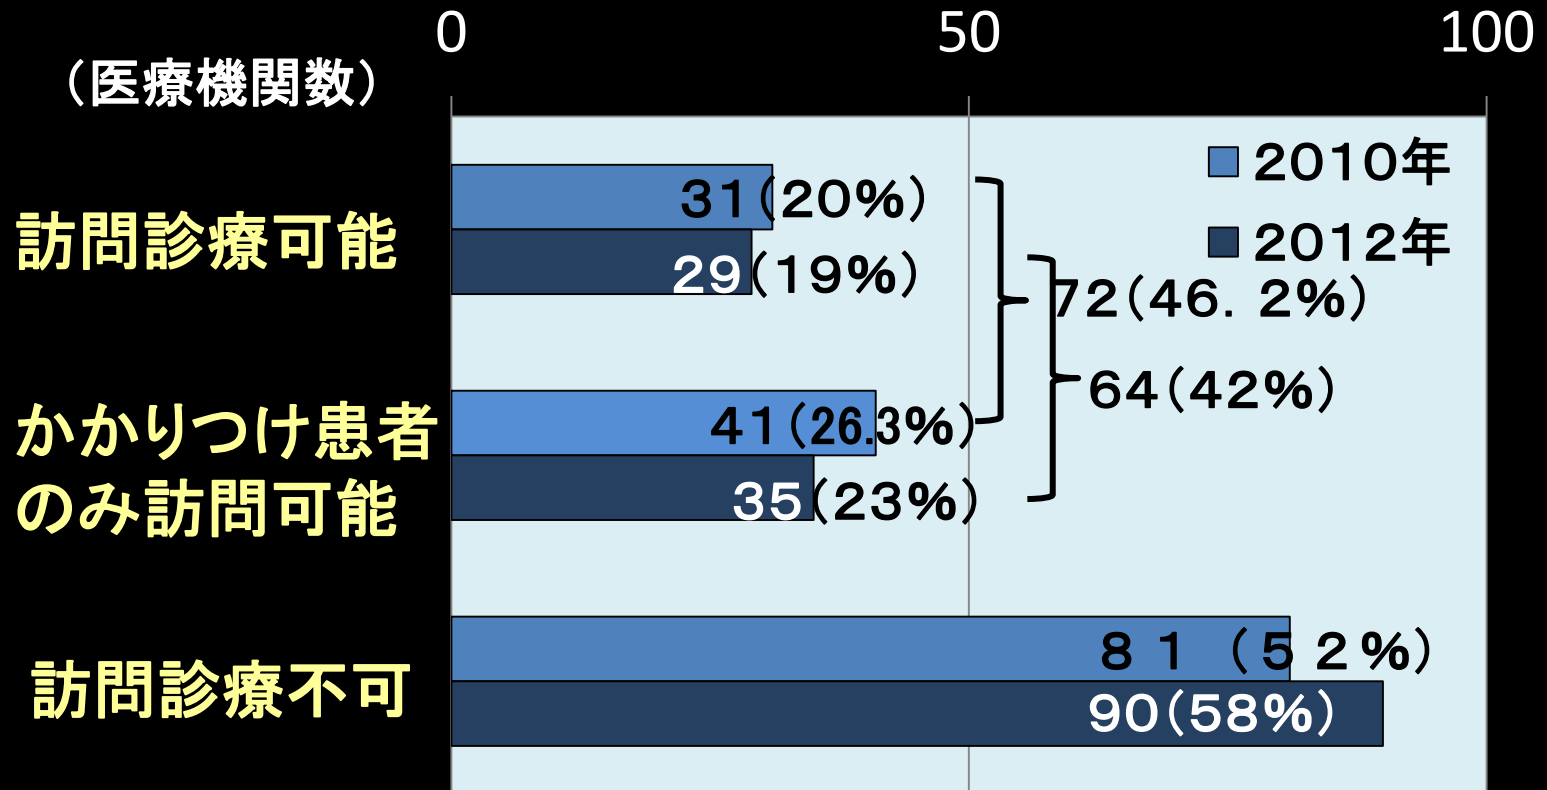 0 50 100
（医療機関数）
2010年
2012年
訪問診療可能
31(20%)
29(19%)
72(46．2%)
64(42%)
かかりつけ患者
のみ訪問可能
41(26.3%)
35(23%)
訪問診療不可
８１（５２%）
90(58%)